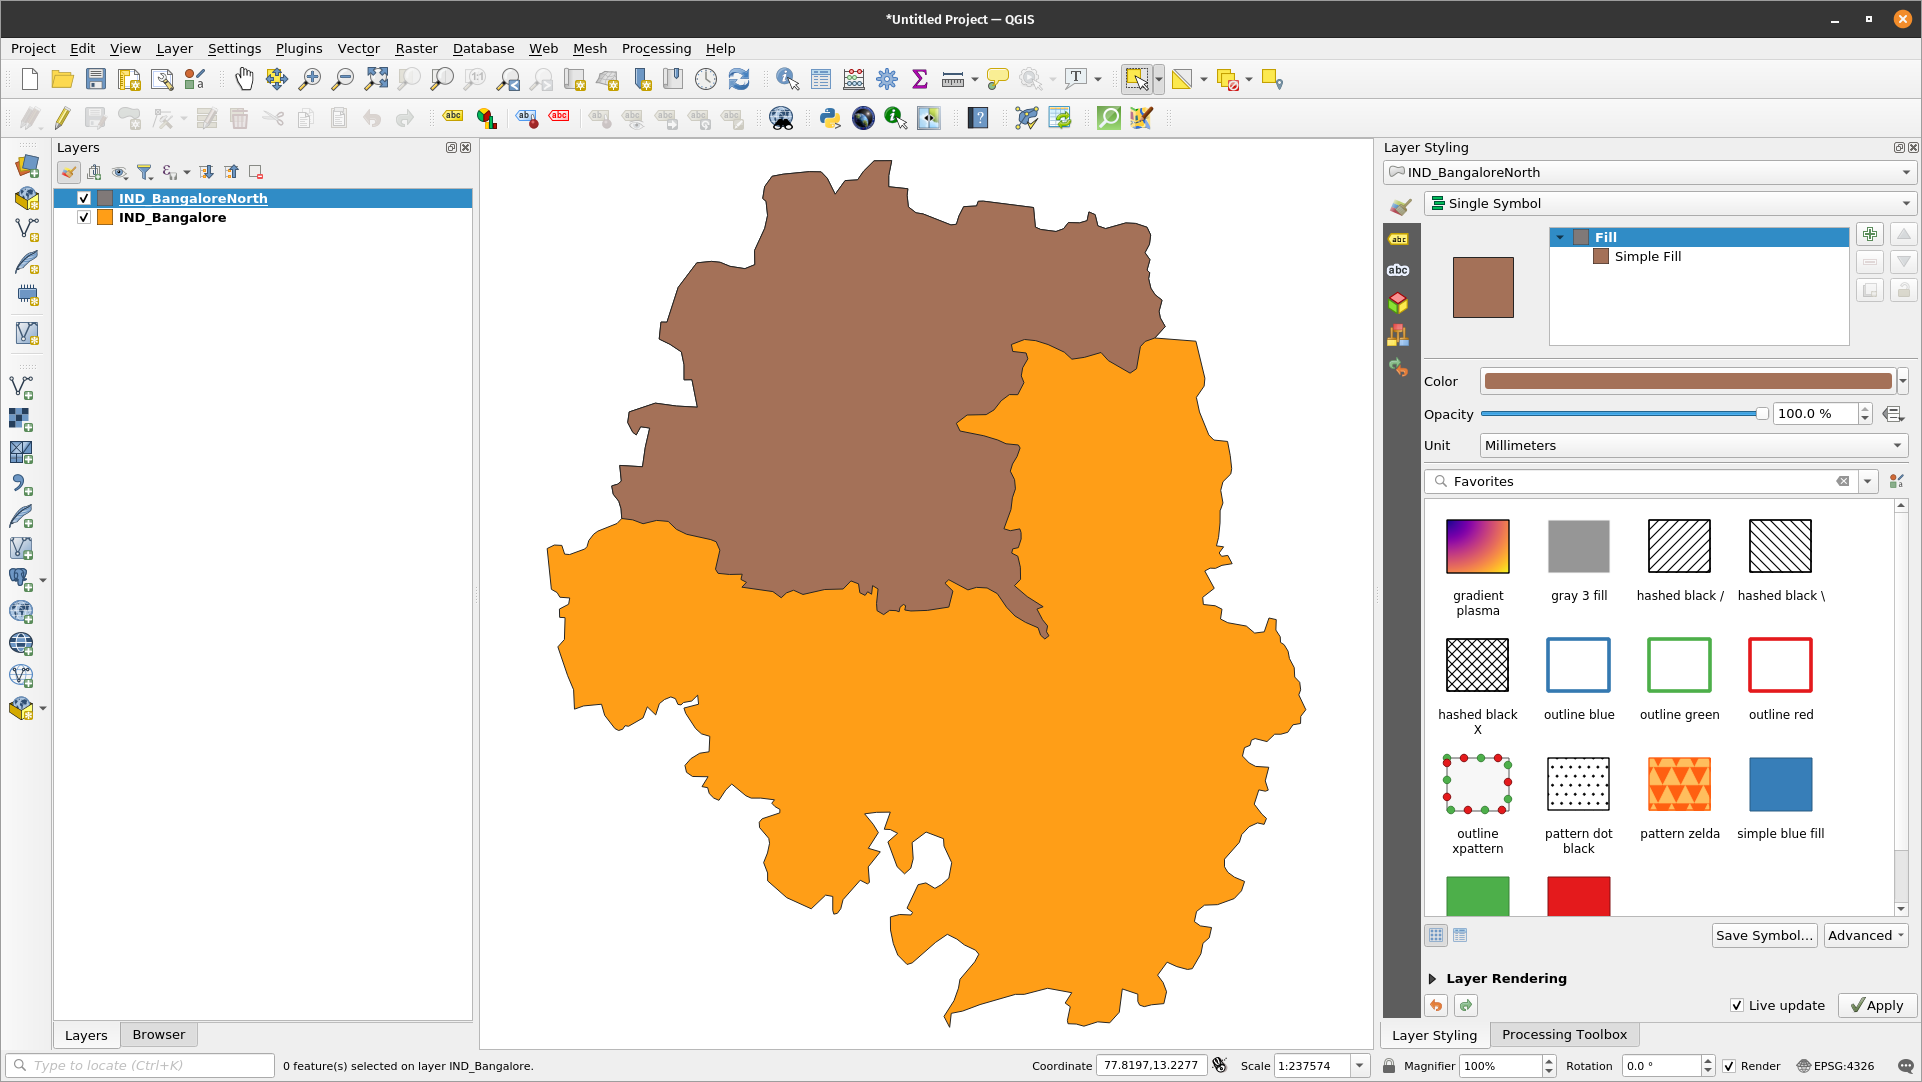 *Untitled Project — QGIS
Project Edit View Layer Settings Plugins Vector Raster Database Web Mesh Processing Help
Layers
IND_BangaloreNorth
IND_Bangalore
Layers Browser
Layer Styling
IND_BangaloreNorth
Single Symbol
Fill
Simple Fill
Color
Opacity 100.0 %
Unit Millimeters
Favorites
gradient plasma
gray 3 fill
hashed black /
hashed black \
hashed black X
outline blue
outline green
outline red
outline xpattern
pattern dot black
pattern zelda
simple blue fill
Save Symbol... Advanced
Layer Rendering
Live update Apply
Layer Styling Processing Toolbox
Type to locate (Ctrl+K) 0 feature(s) selected on layer IND_Bangalore. Coordinate 77.8197,13.2277 Scale 1:237574 Magnifier 100% Rotation 0.0 ° Render EPSG:4326